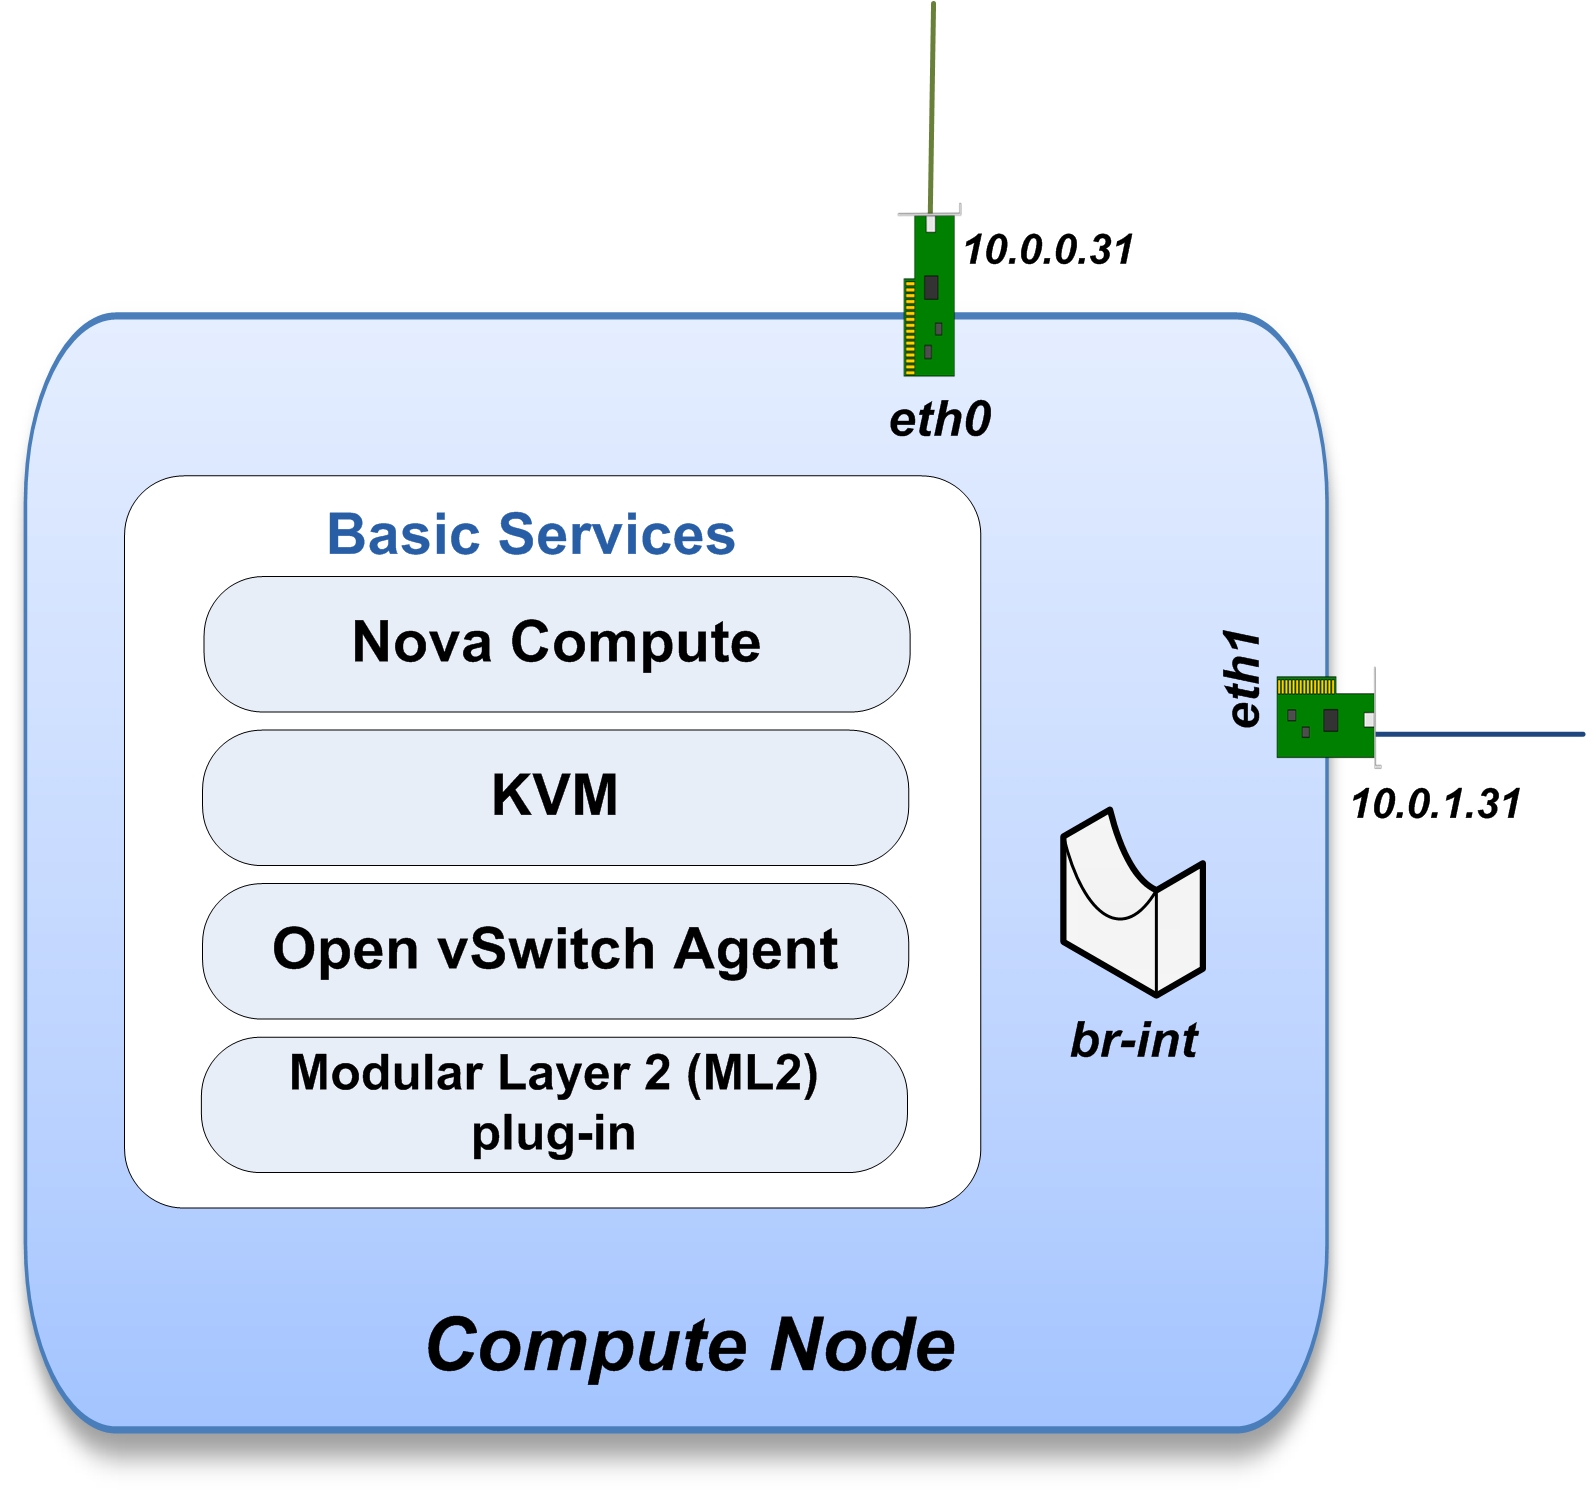 10.0.0.31
eth0
Basic Services
Nova Compute
KVM
Open vSwitch Agent
Modular Layer 2 (ML2)
plug-in
eth1
10.0.1.31
br-int
Compute Node